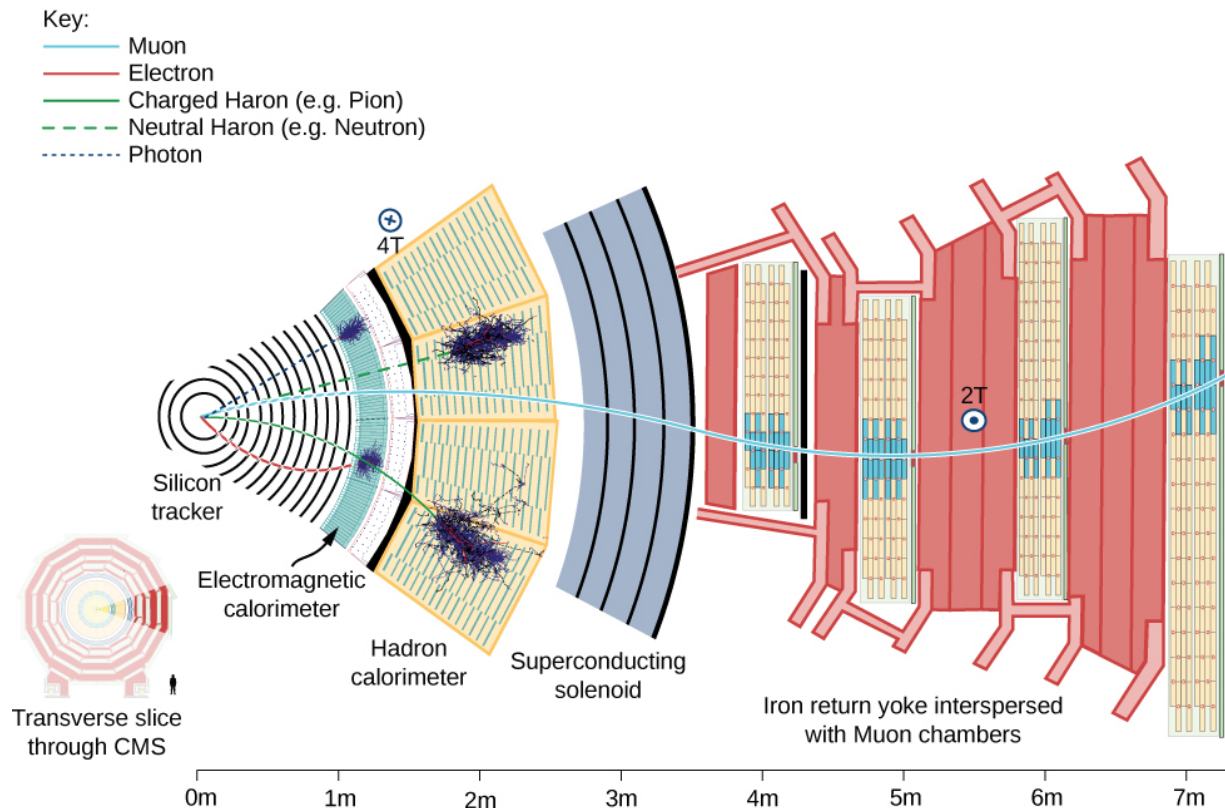 Key:
Muon
Electron
Charged Haron (e.g. Pion)
Neutral Haron (e.g. Neutron)
Photon
4T
2T
Silicon
tracker
Electromagnetic
calorimeter
Hadron
calorimeter
Superconducting
solenoid
Iron return yoke interspersed
with Muon chambers
Transverse slice
through CMS
0m 1m 2m 3m 4m 5m 6m 7m